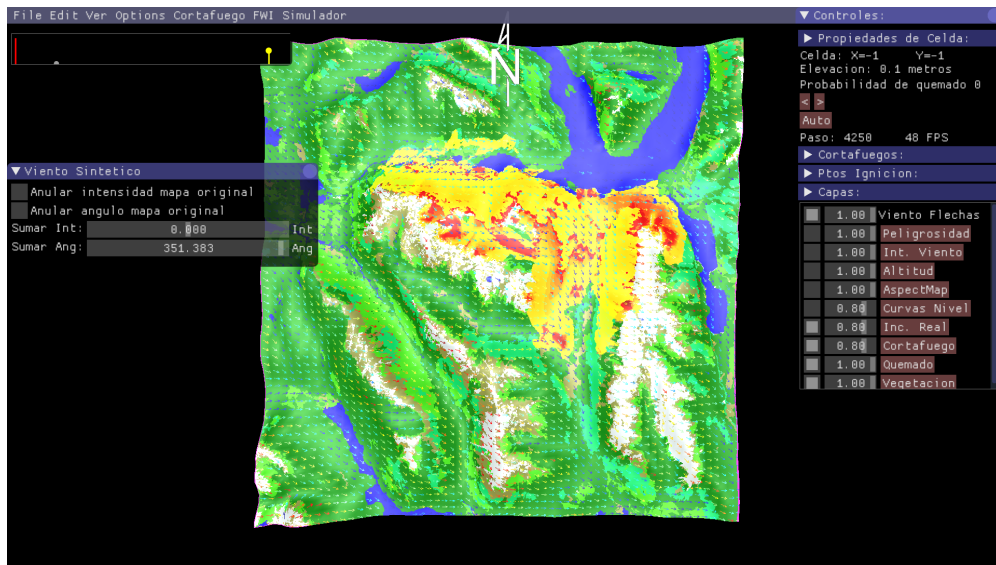 File Edit Ver Options Cortafuego FWI Simulador
N
Viento Sintetico
Anular intensidad mapa original
Anular angulo mapa original
Sumar Int: 0.000 Int
Sumar Ang: 351.383 Ang
Controles:
Propiedades de Celda:
Celda: X=-1 Y=-1
Elevacion: 0.1 metros
Probabilidad de quemado 0
< >
Auto
Paso: 4250 48 FPS
Cortafuegos:
Ptos Ignicion:
Capas:
1.00 Viento Flechas
1.00 Peligrosidad
1.00 Int. Viento
1.00 Altitud
1.00 AspectMap
0.80 Curvas Nivel
0.80 Inc. Real
0.80 Cortafuego
1.00 Quemado
1.00 Vegetacion